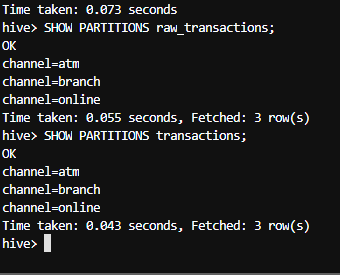 Time taken: 0.073 seconds
hive> SHOW PARTITIONS raw_transactions;
OK
channel=atm
channel=branch
channel=online
Time taken: 0.055 seconds, Fetched: 3 row(s)
hive> SHOW PARTITIONS transactions;
OK
channel=atm
channel=branch
channel=online
Time taken: 0.043 seconds, Fetched: 3 row(s)
hive>